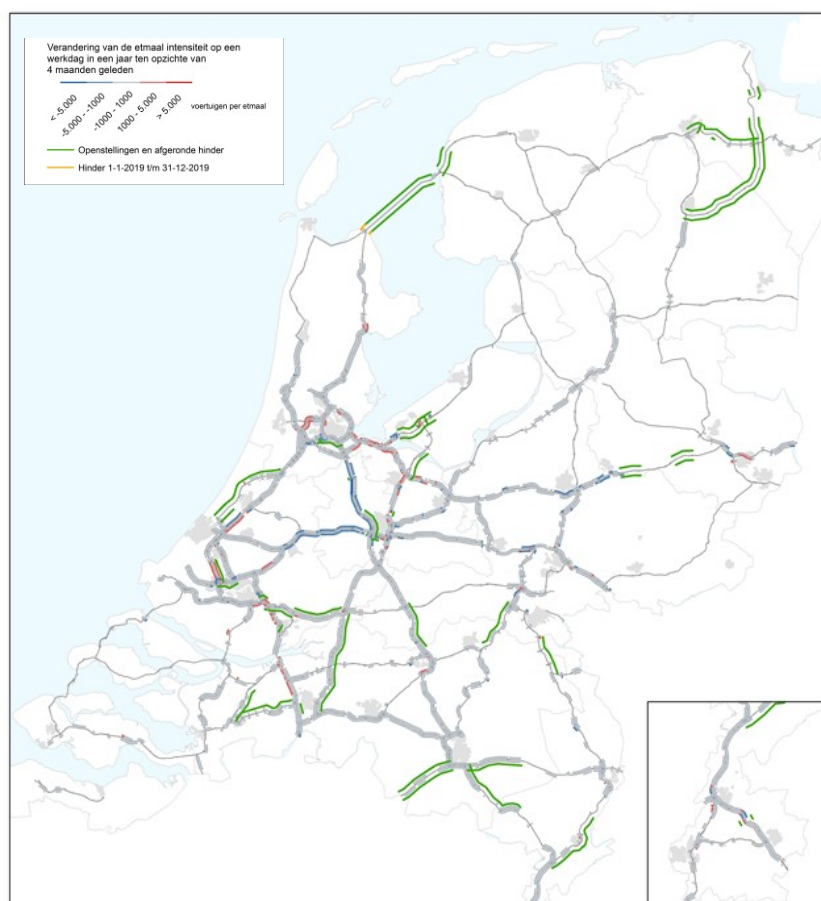 Verandering van de etmaal intensiteit op een
werkdag in een jaar ten opzichte van
4 maanden geleden
< -5.000
-5.000 - -1000
-1000 - 1000
1000 - 5.000
> 5.000
voertuigen per etmaal
Openstellingen en afgeronde hinder
Hinder 1-1-2019 t/m 31-12-2019